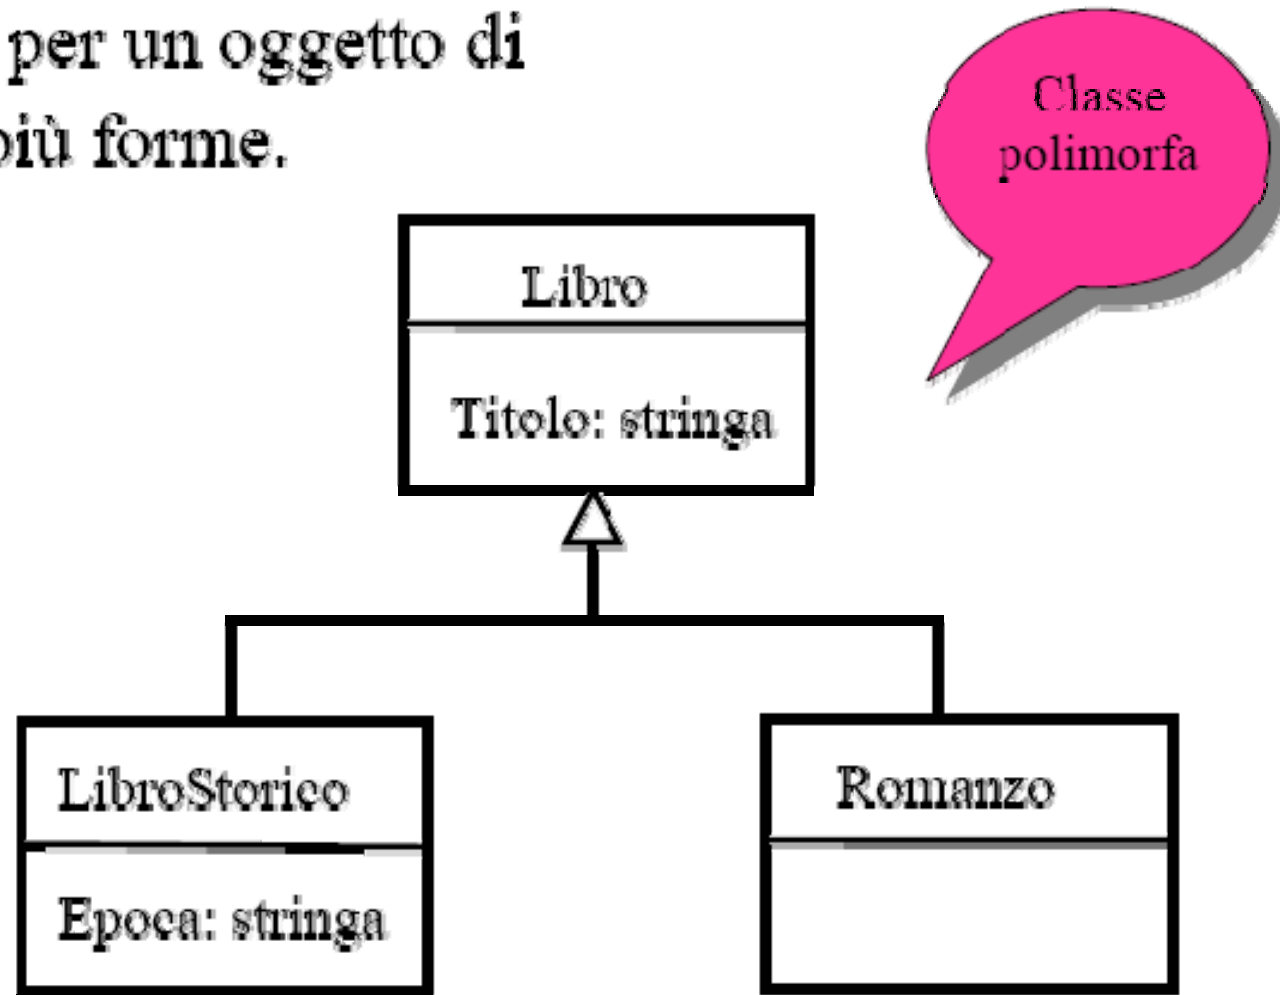 per un oggetto di
più forme.
Classe
polimorfa
Libro
Titolo: stringa
LibroStorico
Romanzo
Epoca: stringa